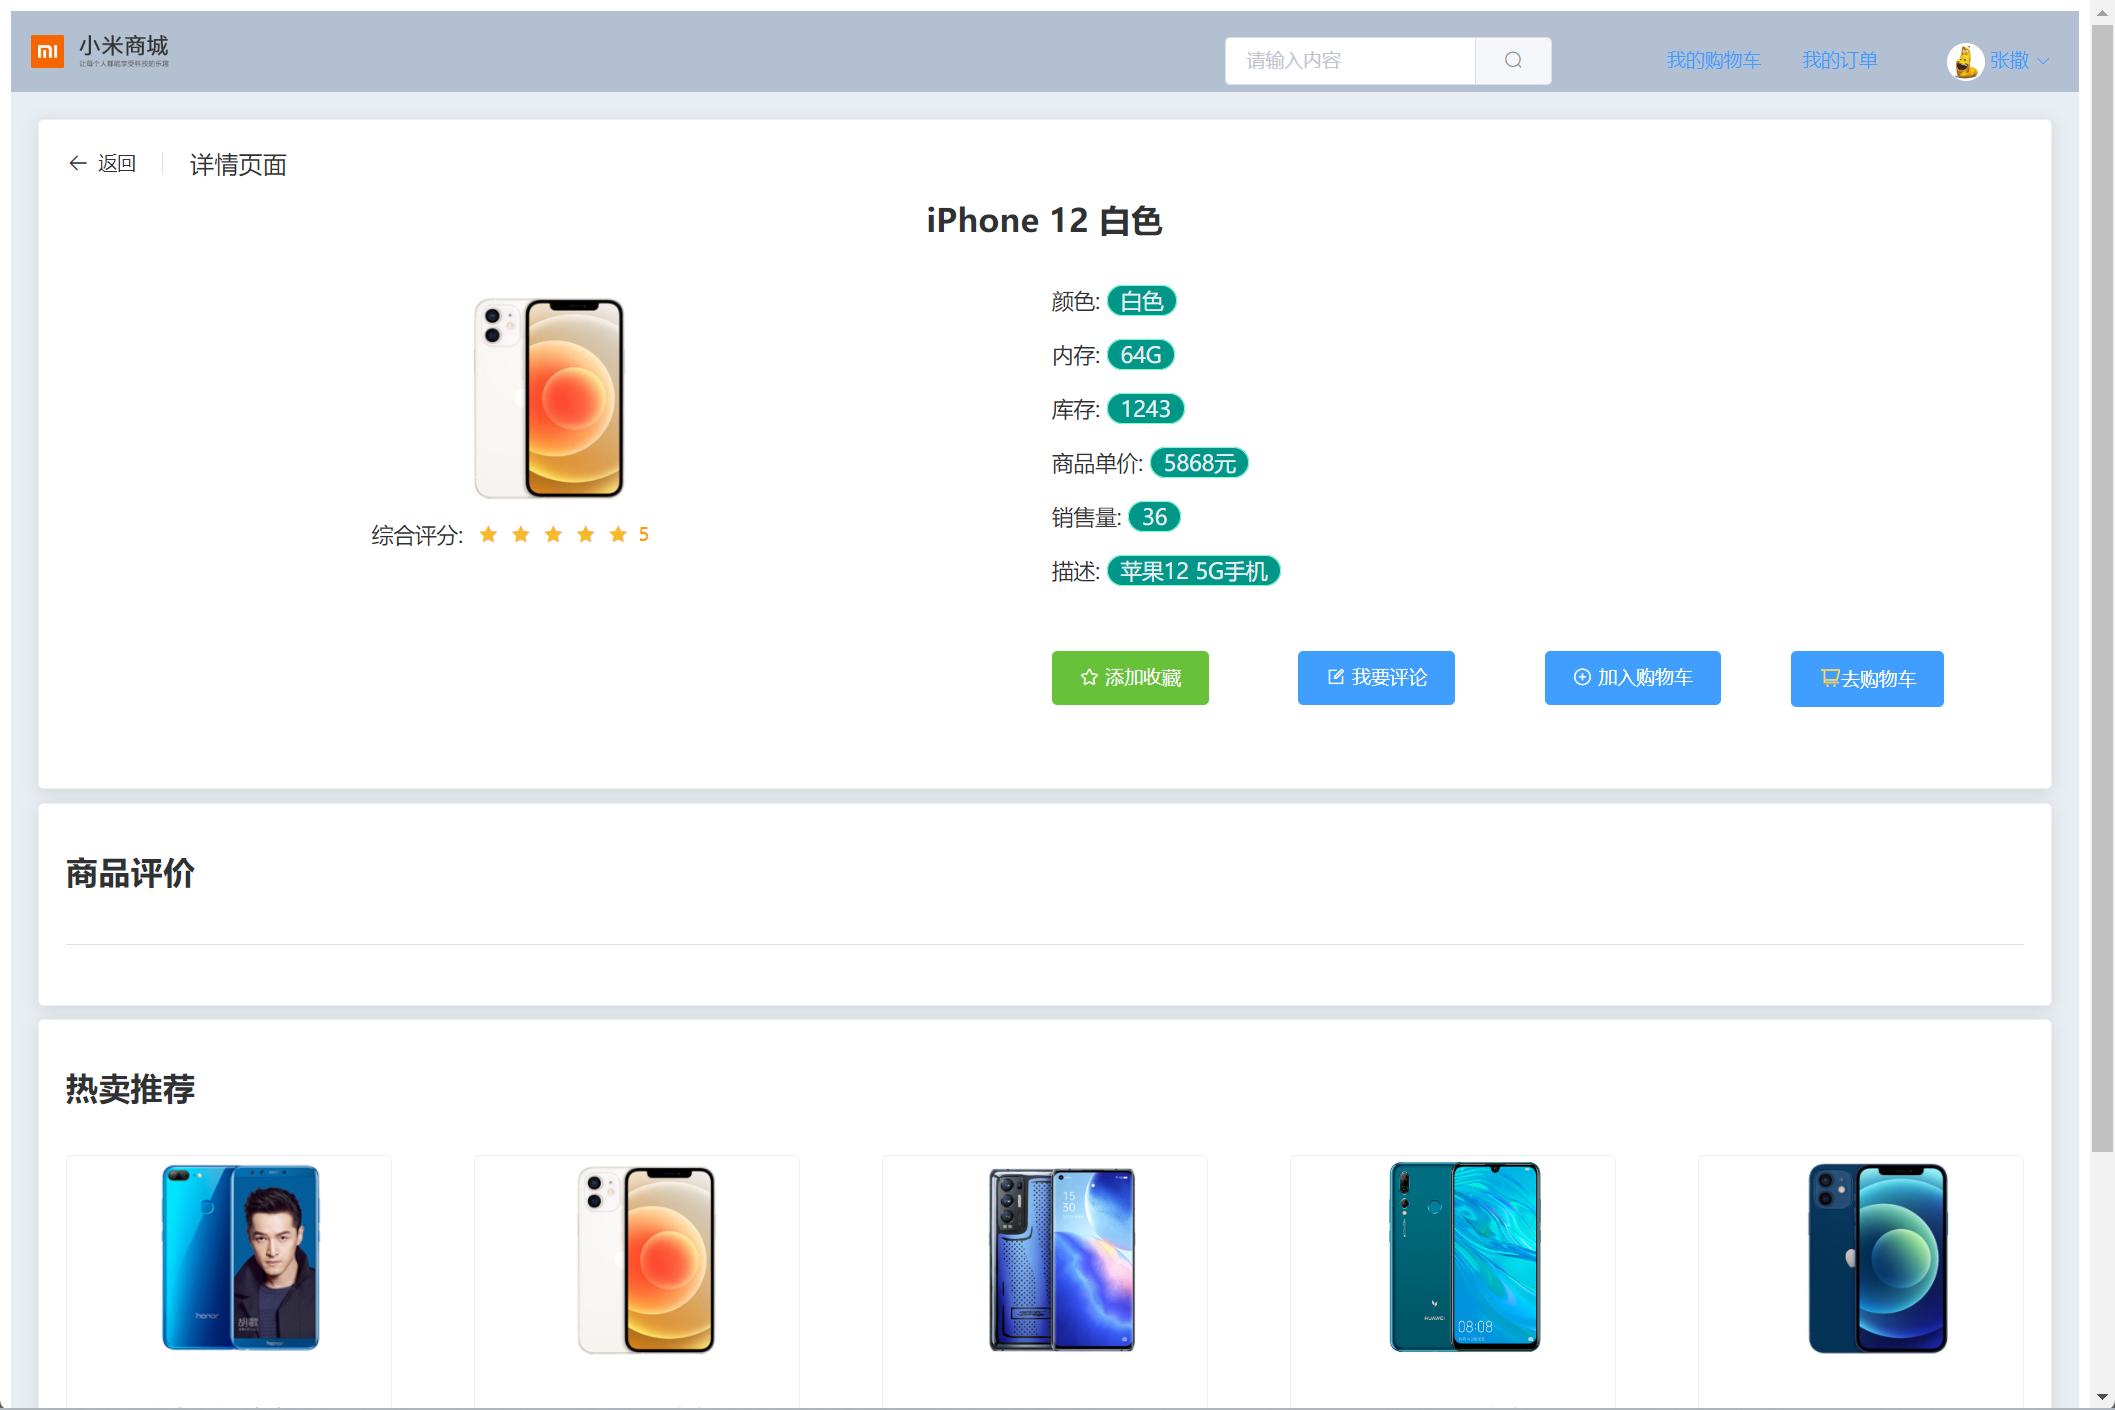 小米商城
让每个人都能享受科技的乐趣
请输入内容
我的购物车
我的订单
张撒
返回
详情页面
iPhone 12 白色
颜色: 白色
内存: 64G
库存: 1243
商品单价: 5868元
销售量: 36
描述: 苹果12 5G手机
综合评分: 5
添加收藏
我要评论
加入购物车
去购物车
商品评价
热卖推荐
honor
胡歌
honor
15
30
HUAWEI
08:08